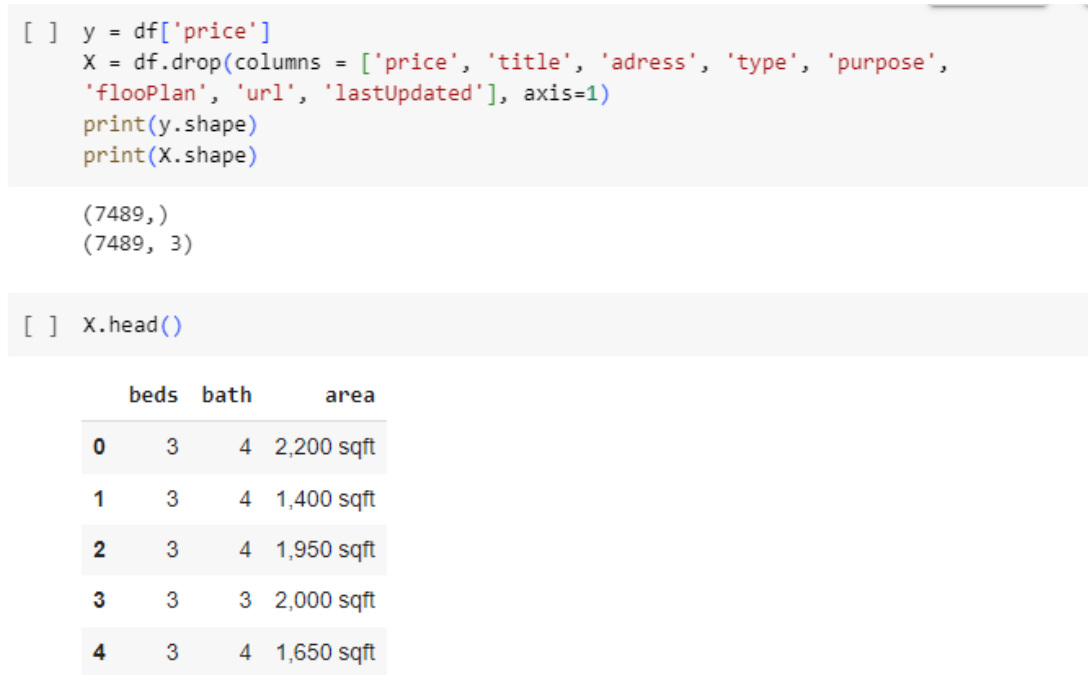 [ ] y = df['price']
X = df.drop(columns = ['price', 'title', 'adress', 'type', 'purpose',
'flooPlan', 'url', 'lastUpdated'], axis=1)
print(y.shape)
print(X.shape)
(7489,)
(7489, 3)
[ ] X.head()
beds bath area
0 3 4 2,200 sqft
1 3 4 1,400 sqft
2 3 4 1,950 sqft
3 3 3 2,000 sqft
4 3 4 1,650 sqft